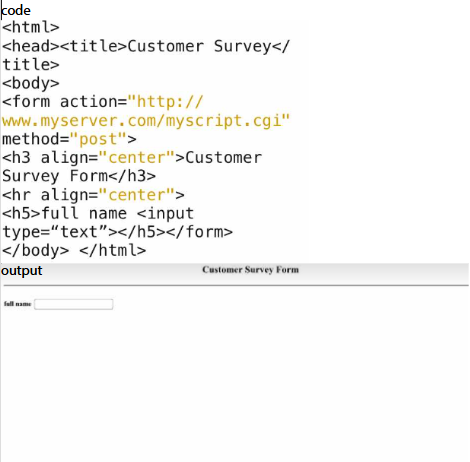 code
<html>
<head><title>Customer Survey</
title>
<body>
<form action="http://
www.myserver.com/myscript.cgi"
method="post">
<h3 align="center">Customer
Survey Form</h3>
<hr align="center">
<h5>full name <input
type=“text”></h5></form>
</body> </html>
output
Customer Survey Form
full name